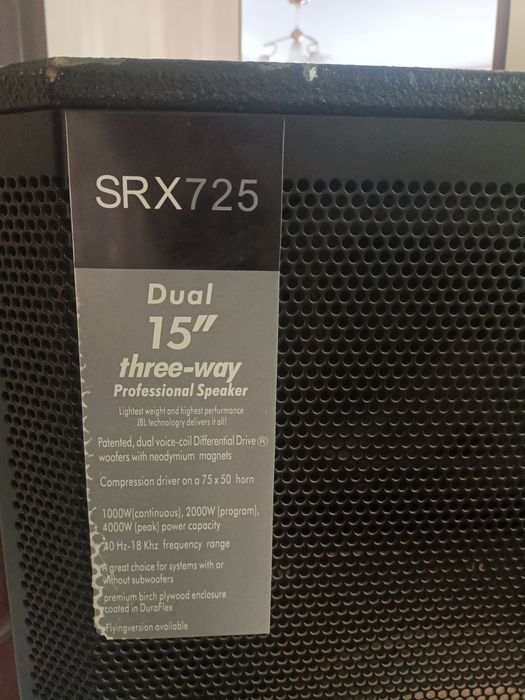 SRX725
Dual
15"
three-way
Professional Speaker
Lightest weight and highest performance
JBL technology delivers it all!
Patented, dual voice-coil Differential Drive®
woofers with neodymium magnets
Compression driver on a 75 x 50 horn
1000W(continuous), 2000W (program),
4000W (peak) power capacity
40 Hz-18 Khz frequency range
A great choice for systems with or
without subwoofers
premium birch plywood enclosure
coated in DuraFlex
Flyingversion available